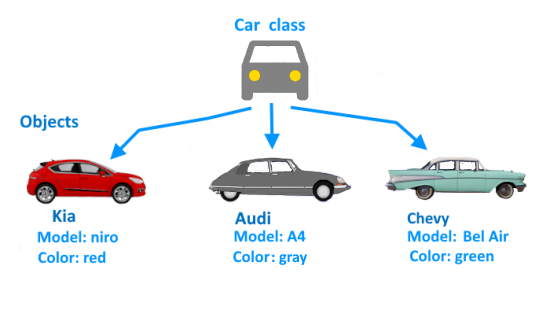 Car class
Objects
Kia
Model: niro
Color: red
Audi
Model: A4
Color: gray
Chevy
Model: Bel Air
Color: green